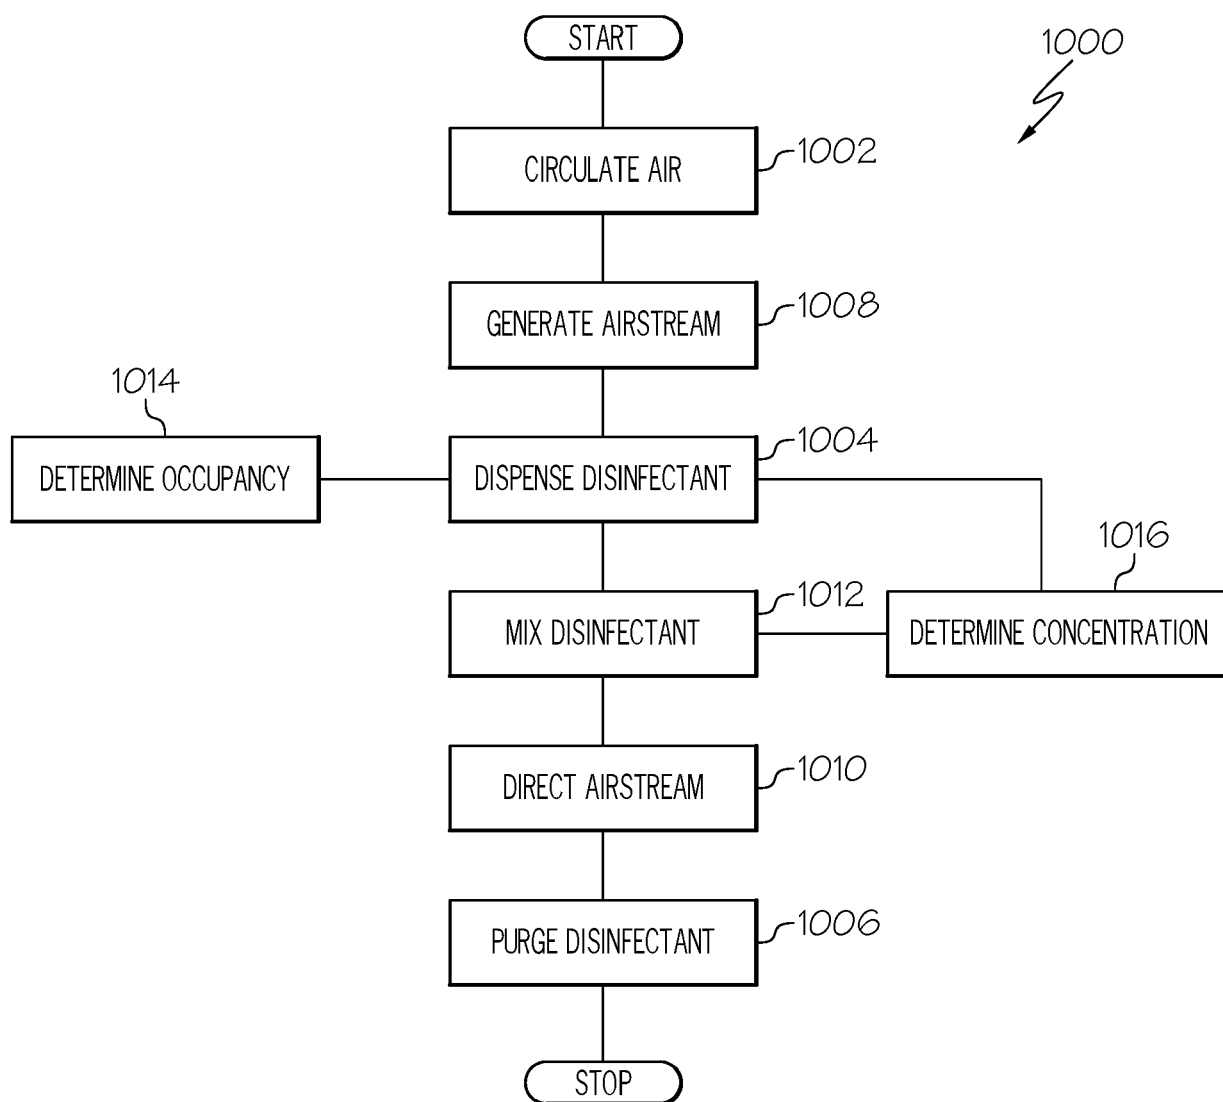 START
1000
CIRCULATE AIR
1002
GENERATE AIRSTREAM
1008
1014
DETERMINE OCCUPANCY
DISPENSE DISINFECTANT
1004
1016
MIX DISINFECTANT
1012
DETERMINE CONCENTRATION
DIRECT AIRSTREAM
1010
PURGE DISINFECTANT
1006
STOP